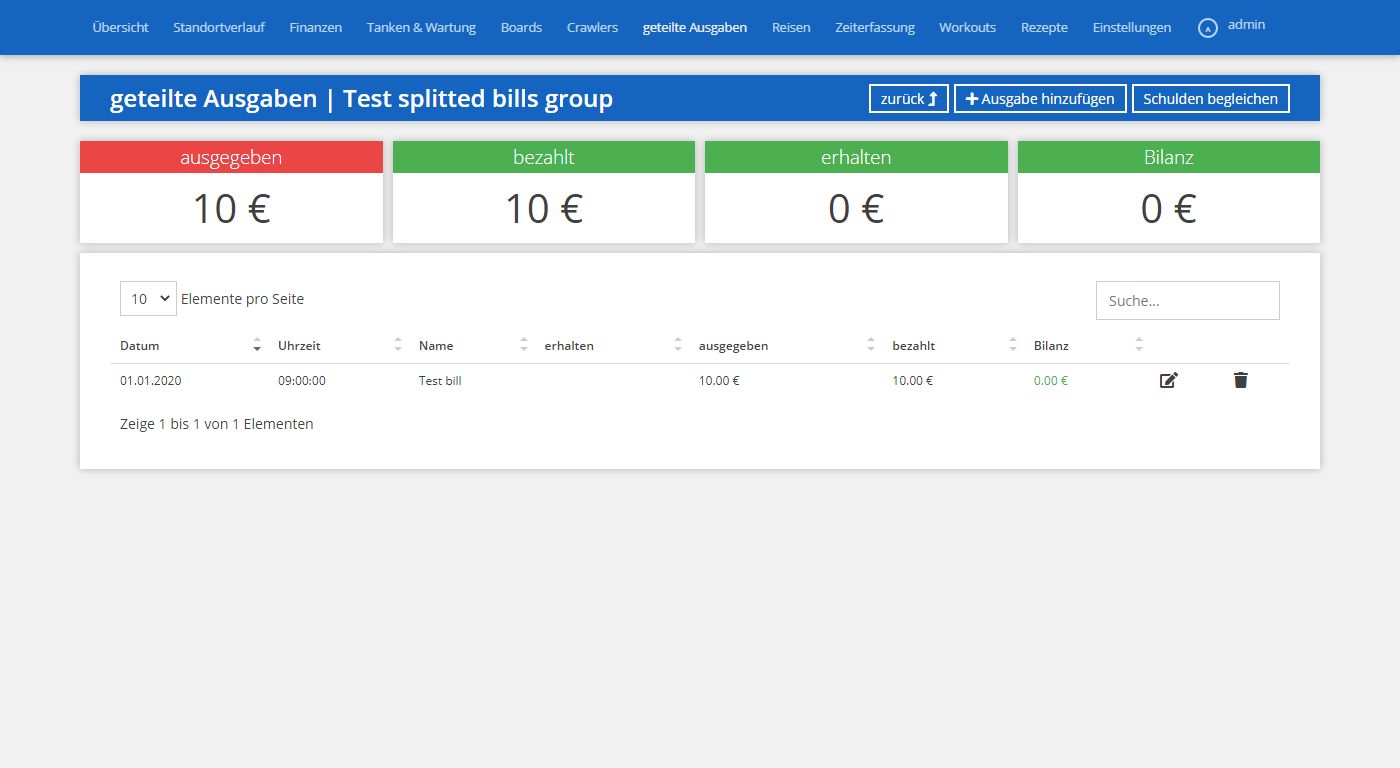 Übersicht Standortverlauf Finanzen Tanken & Wartung Boards Crawlers geteilte Ausgaben Reisen Zeiterfassung Workouts Rezepte Einstellungen A admin
geteilte Ausgaben | Test splitted bills group zurück Ausgabe hinzufügen Schulden begleichen
ausgegeben bezahlt erhalten Bilanz
10 € 10 € 0 € 0 €
10 Elemente pro Seite Suche...
Datum Uhrzeit Name erhalten ausgegeben bezahlt Bilanz
01.01.2020 09:00:00 Test bill 10.00 € 10.00 € 0.00 €
Zeige 1 bis 1 von 1 Elementen